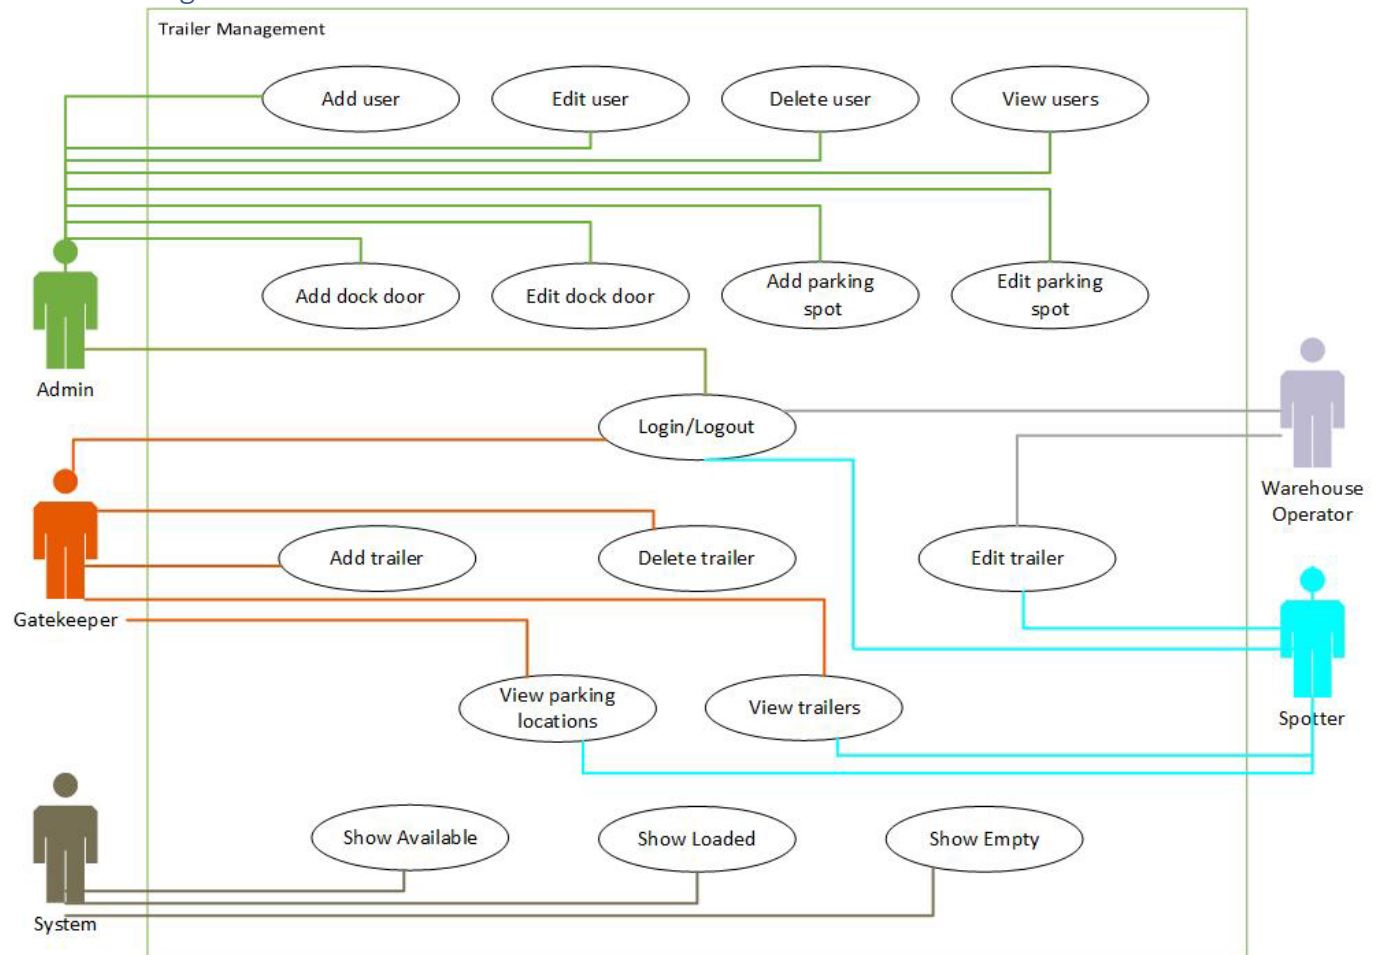 Trailer Management
Add user
Edit user
Delete user
View users
Add dock door
Edit dock door
Add parking
spot
Edit parking
spot
Admin
Login/Logout
Warehouse
Operator
Add trailer
Delete trailer
Edit trailer
Gatekeeper
View parking
locations
View trailers
Spotter
Show Available
Show Loaded
Show Empty
System